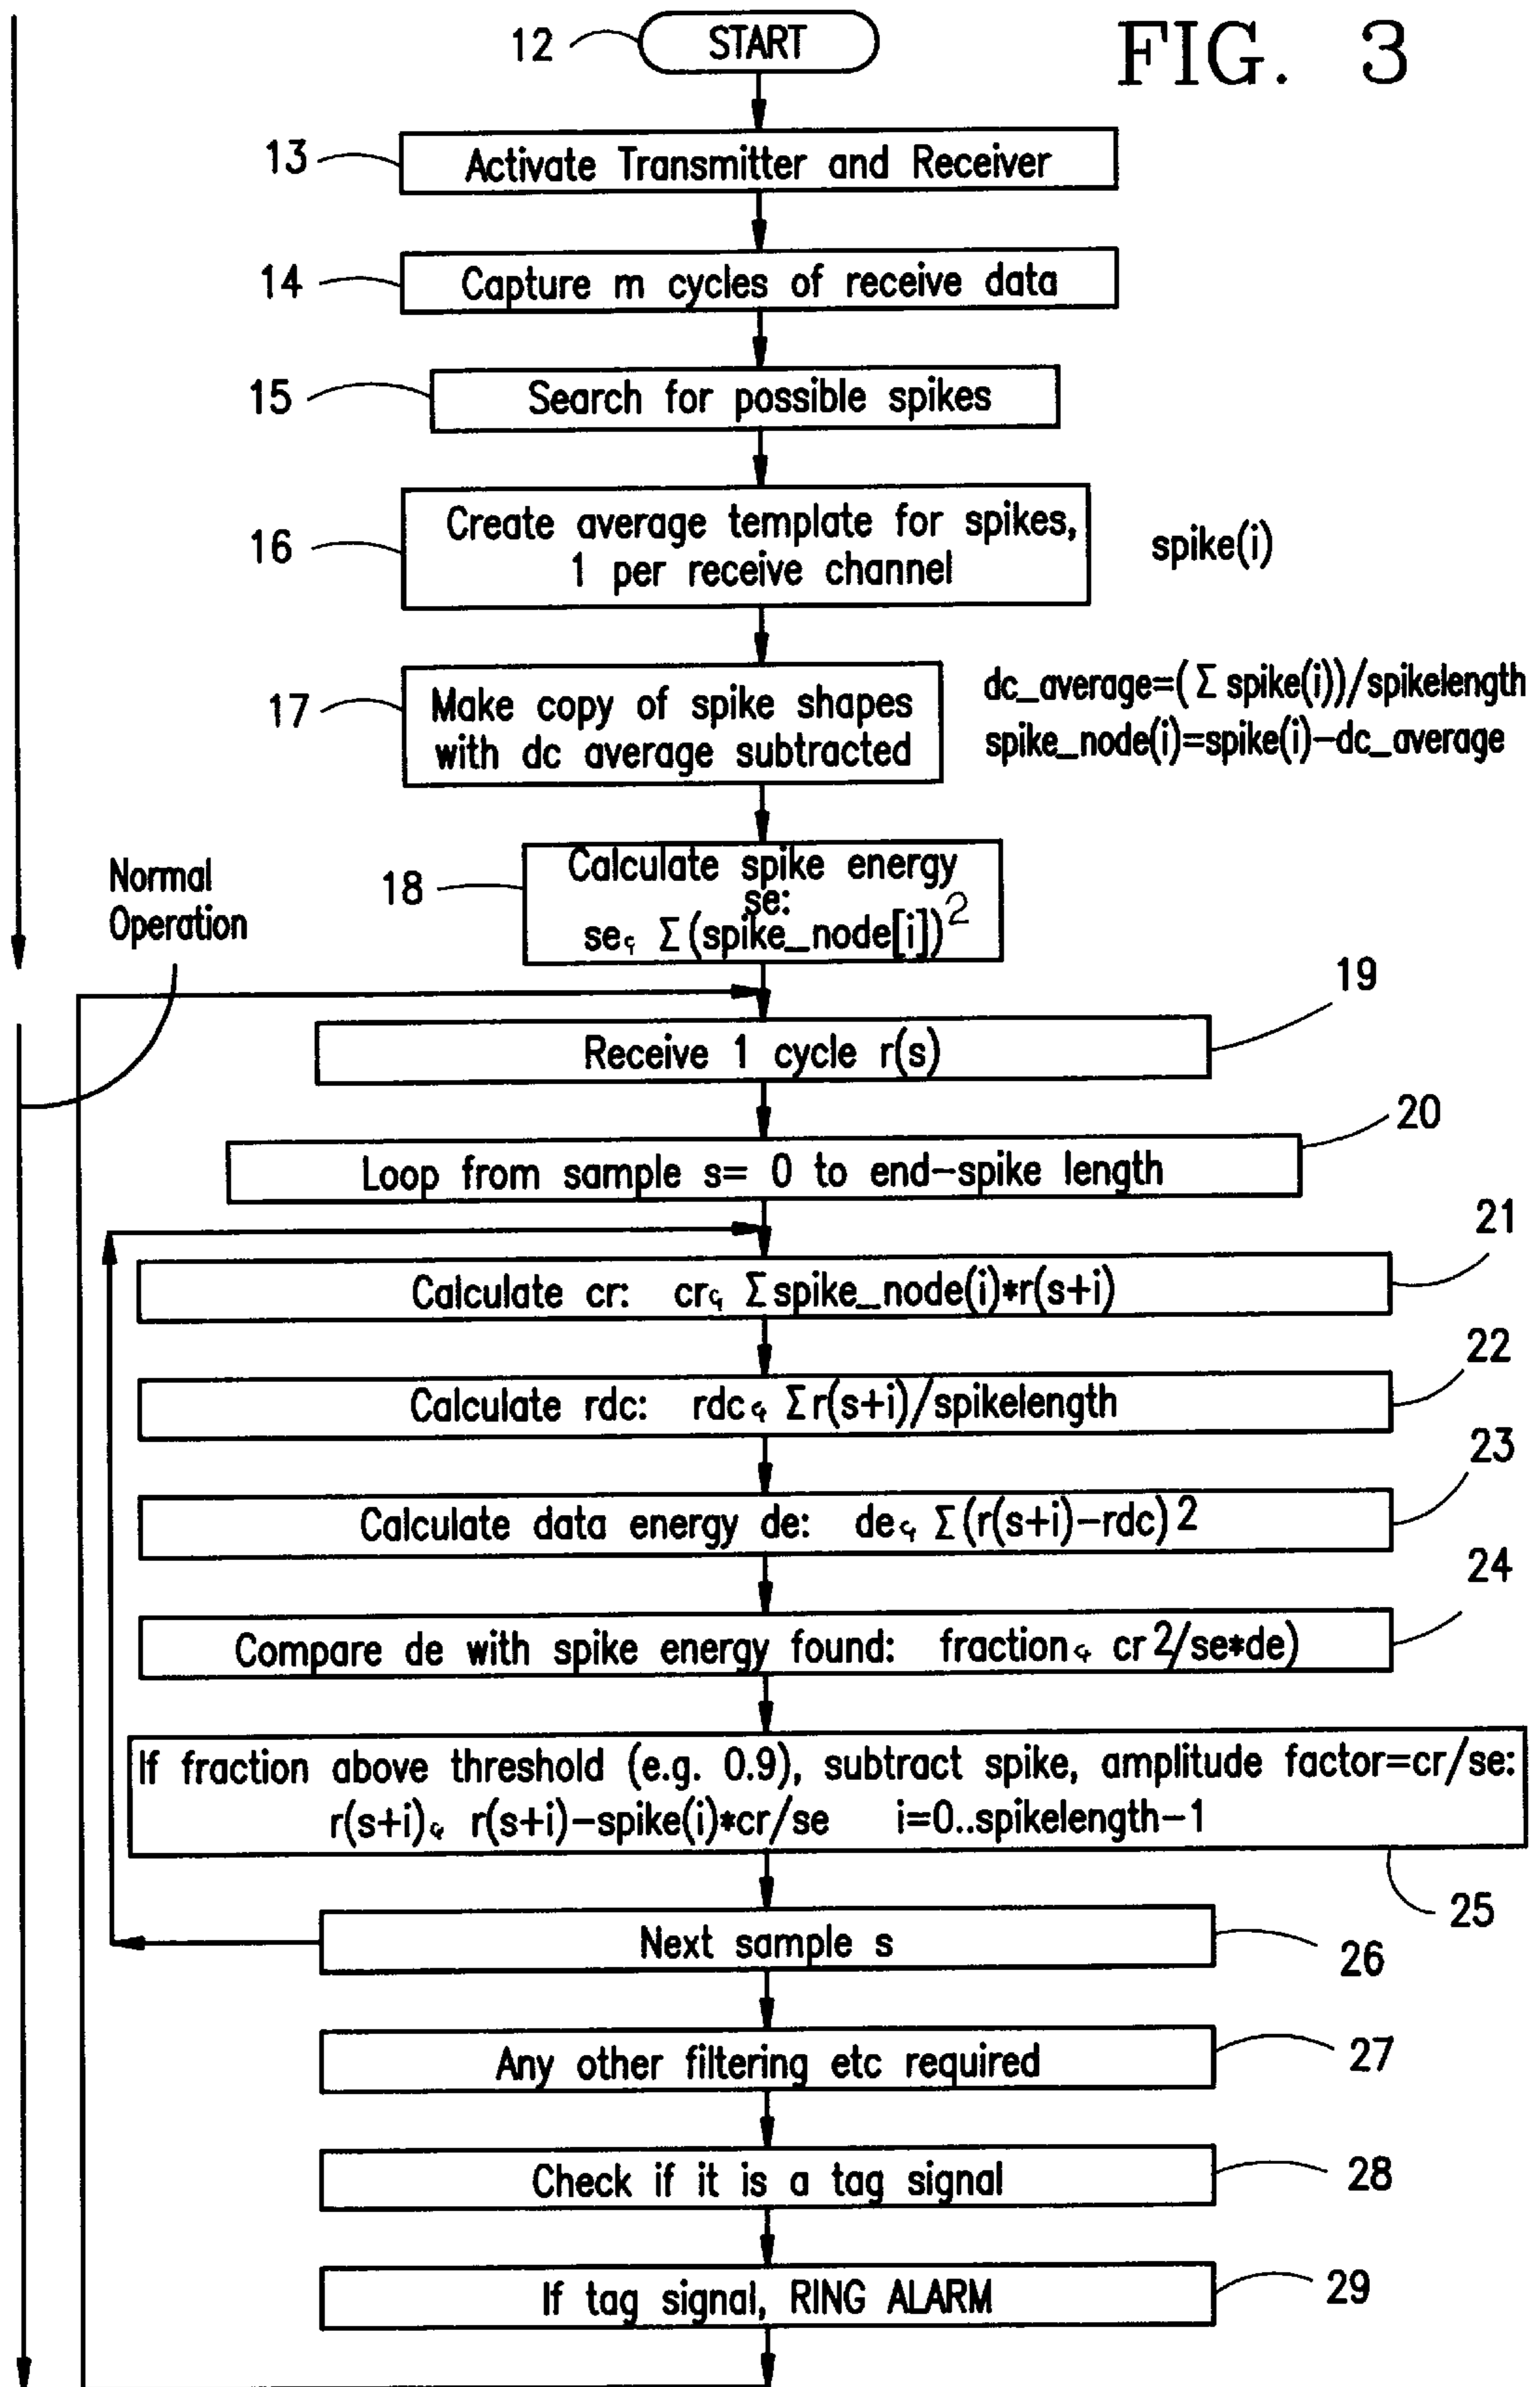 FIG. 3
12
START
13
Activate Transmitter and Receiver
14
Capture m cycles of receive data
15
Search for possible spikes
16
Create average template for spikes,
1 per receive channel
spike(i)
17
Make copy of spike shapes
with dc average subtracted
dc_average=(Σ spike(i))/spikelength
spike_node(i)=spike(i)-dc_average
Normal
Operation
18
Calculate spike energy
se:
se Σ(spike_node[i])2
19
Receive 1 cycle r(s)
20
Loop from sample s= 0 to end-spike length
21
Calculate cr: cr Σspike_node(i)*r(s+i)
22
Calculate rdc: rdc Σr(s+i)/spikelength
23
Calculate data energy de: de Σ(r(s+i)-rdc)2
24
Compare de with spike energy found: fraction cr2/se*de)
If fraction above threshold (e.g. 0.9), subtract spike, amplitude factor=cr/se:
r(s+i) r(s+i)-spike(i)*cr/se i=0..spikelength-1
25
Next sample s
26
Any other filtering etc required
27
Check if it is a tag signal
28
If tag signal, RING ALARM
29